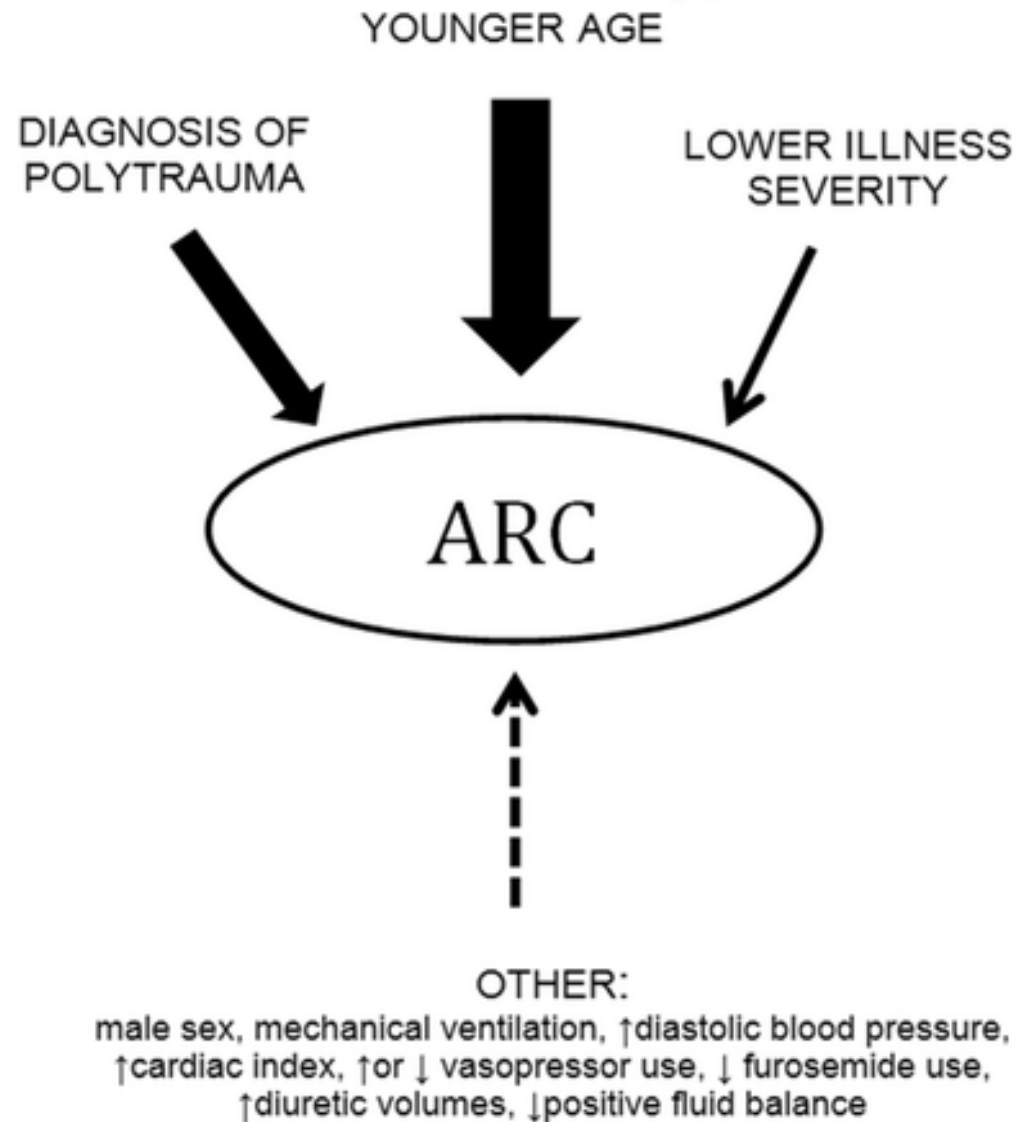 YOUNGER AGE
DIAGNOSIS OF
POLYTRAUMA
LOWER ILLNESS
SEVERITY
ARC
OTHER:
male sex, mechanical ventilation, ↑diastolic blood pressure,
↑cardiac index, ↑or ↓ vasopressor use, ↓ furosemide use,
↑diuretic volumes, ↓positive fluid balance